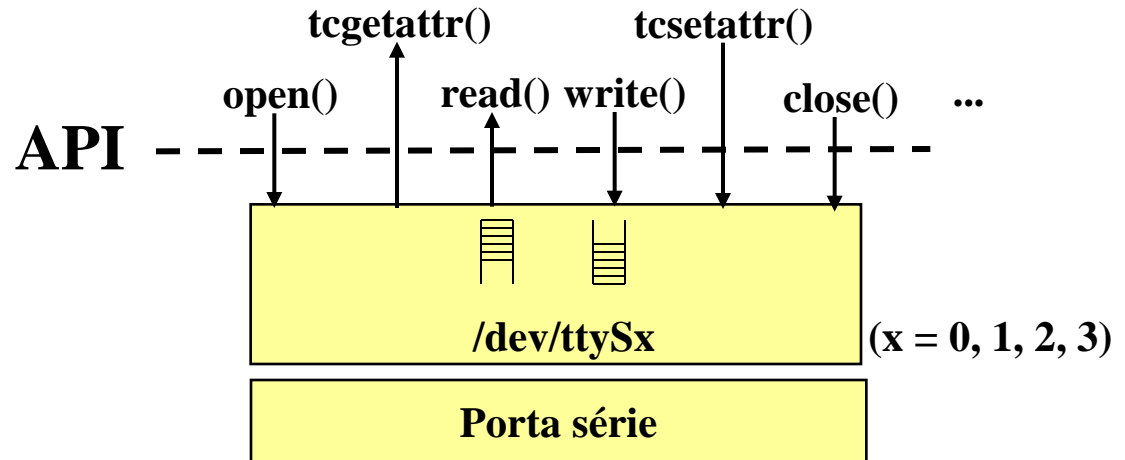 tcgetattr() tcsetattr()
open() read() write() close() ...
API
/dev/ttySx (x = 0, 1, 2, 3)
Porta série